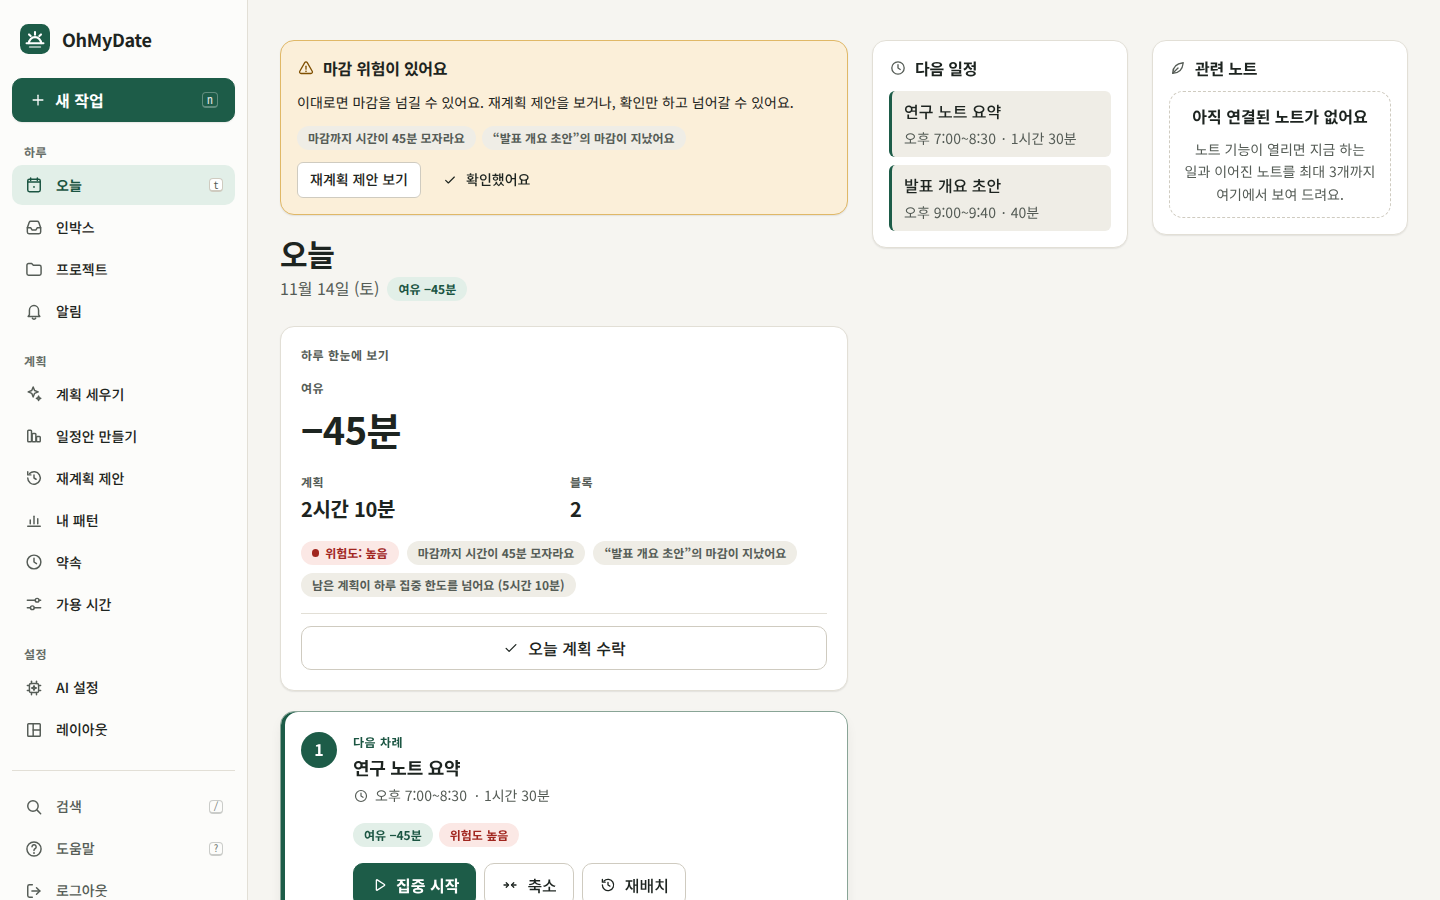 OhMyDate
새 작업
n
하루
오늘
t
인박스
프로젝트
알림
계획
계획 세우기
일정안 만들기
재계획 제안
내 패턴
약속
가용 시간
설정
AI 설정
레이아웃
검색
/
도움말
?
로그아웃
마감 위험이 있어요
이대로면 마감을 넘길 수 있어요. 재계획 제안을 보거나, 확인만 하고 넘어갈 수 있어요.
마감까지 시간이 45분 모자라요
“발표 개요 초안”의 마감이 지났어요
재계획 제안 보기
확인했어요
오늘
11월 14일 (토)
여유 −45분
하루 한눈에 보기
여유
−45분
계획
2시간 10분
블록
2
위험도: 높음
마감까지 시간이 45분 모자라요
“발표 개요 초안”의 마감이 지났어요
남은 계획이 하루 집중 한도를 넘어요 (5시간 10분)
오늘 계획 수락
1
다음 차례
연구 노트 요약
오후 7:00~8:30 · 1시간 30분
여유 −45분
위험도 높음
집중 시작
축소
재배치
다음 일정
연구 노트 요약
오후 7:00~8:30 · 1시간 30분
발표 개요 초안
오후 9:00~9:40 · 40분
관련 노트
아직 연결된 노트가 없어요
노트 기능이 열리면 지금 하는
일과 이어진 노트를 최대 3개까지
여기에서 보여 드려요.